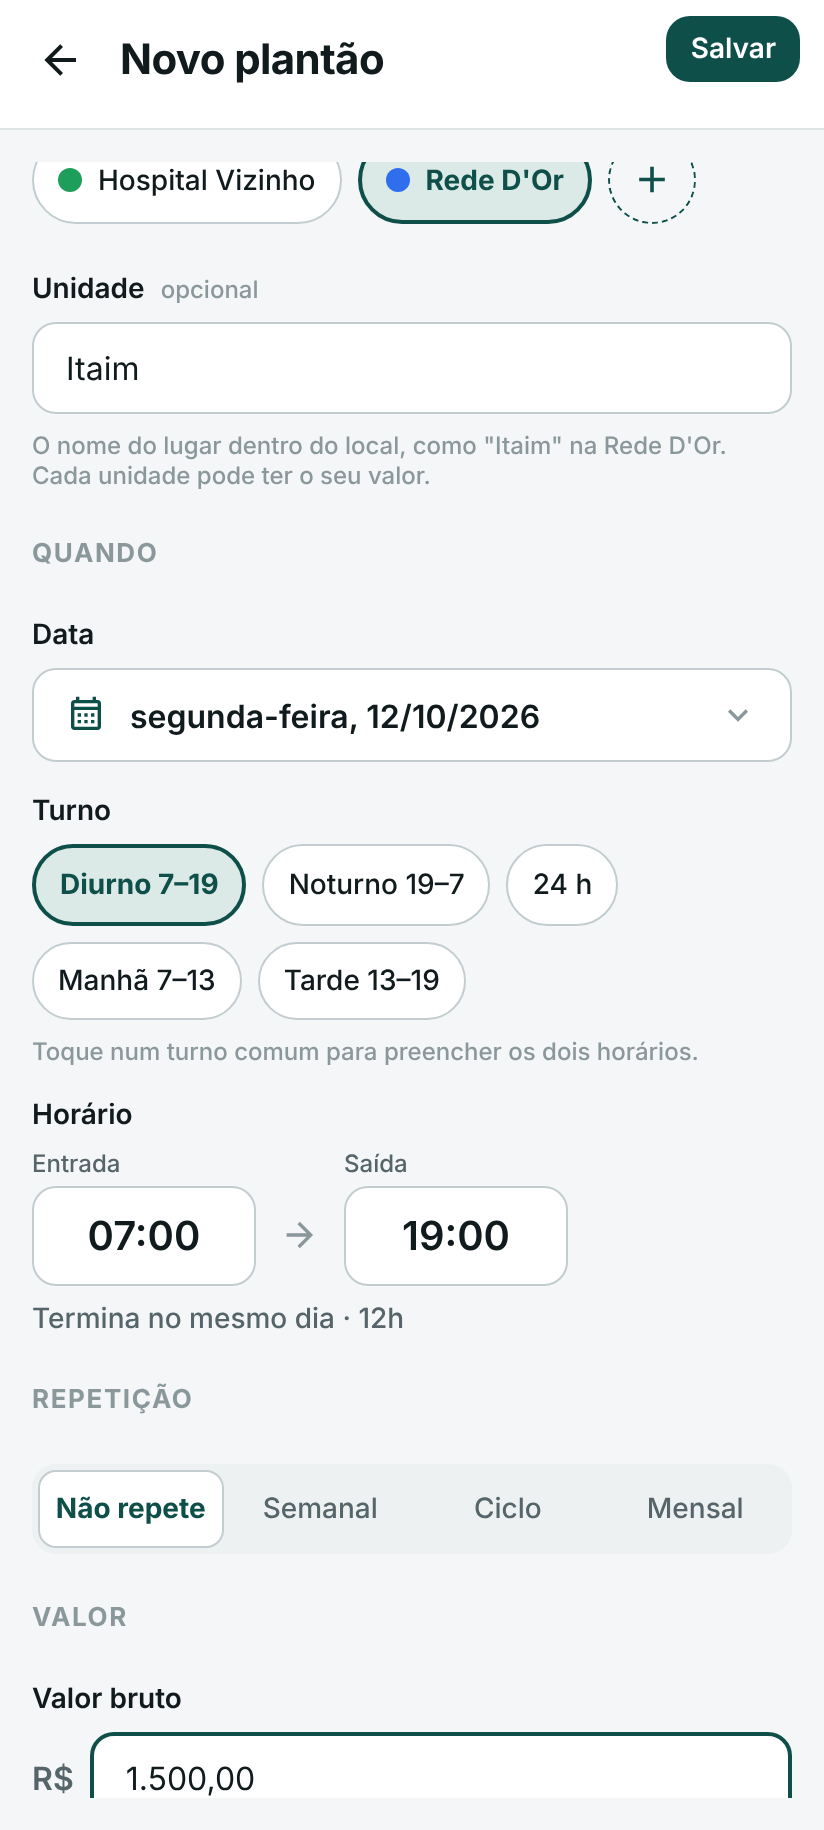 Novo plantão
Salvar
Hospital Vizinho
Rede D'Or
+
Unidade opcional
Itaim
O nome do lugar dentro do local, como "Itaim" na Rede D'Or.
Cada unidade pode ter o seu valor.
QUANDO
Data
segunda-feira, 12/10/2026
Turno
Diurno 7–19
Noturno 19–7
24 h
Manhã 7–13
Tarde 13–19
Toque num turno comum para preencher os dois horários.
Horário
Entrada
Saída
07:00
→
19:00
Termina no mesmo dia · 12h
REPETIÇÃO
Não repete
Semanal
Ciclo
Mensal
VALOR
Valor bruto
R$ 1.500,00